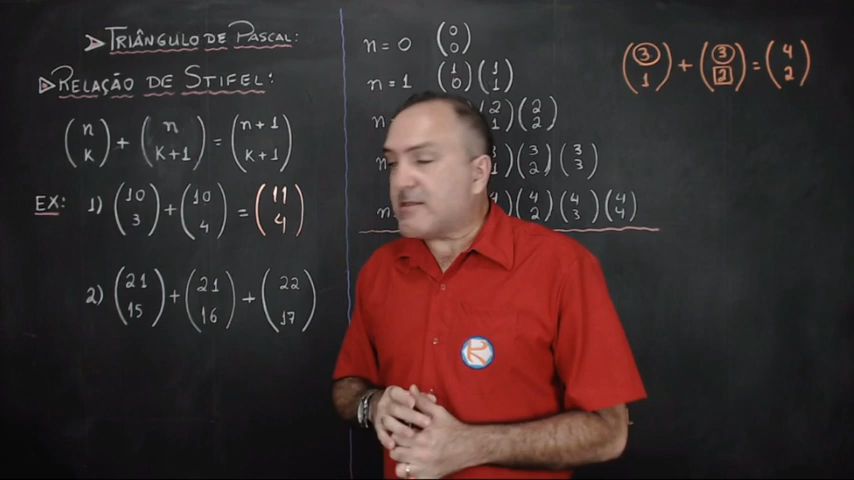 TRIÂNGULO DE PASCAL:
RELAÇÃO DE STIFEL:
(n k) + (n k+1) = (n+1 k+1)
EX: 1) (10 3) + (10 4) = (11 4)
2) (21 15) + (21 16) + (22 17)
n = 0 (0 0)
n = 1 (1 0) (1 1)
n (2 1) (2 2)
n (3 2) (3 3)
n (4 2) (4 3) (4 4)
(3 1) + (3 2) = (4 2)
R